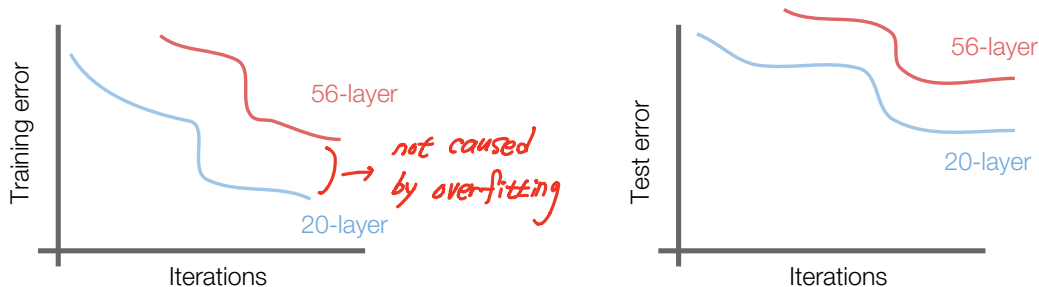 Training error
56-layer
not caused
by overfitting
20-layer
Iterations
Test error
56-layer
20-layer
Iterations